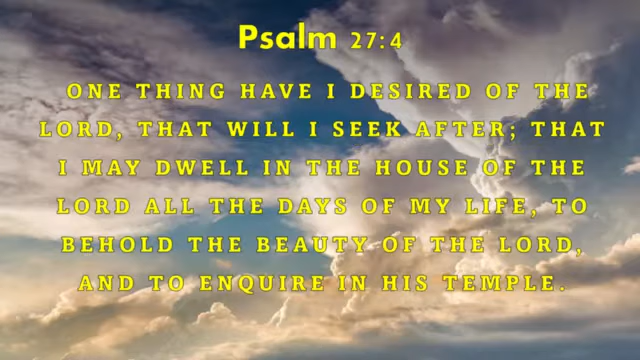 Psalm 27:4
ONE THING HAVE I DESIRED OF THE
LORD, THAT WILL I SEEK AFTER; THAT
I MAY DWELL IN THE HOUSE OF THE
LORD ALL THE DAYS OF MY LIFE, TO
BEHOLD THE BEAUTY OF THE LORD,
AND TO ENQUIRE IN HIS TEMPLE.